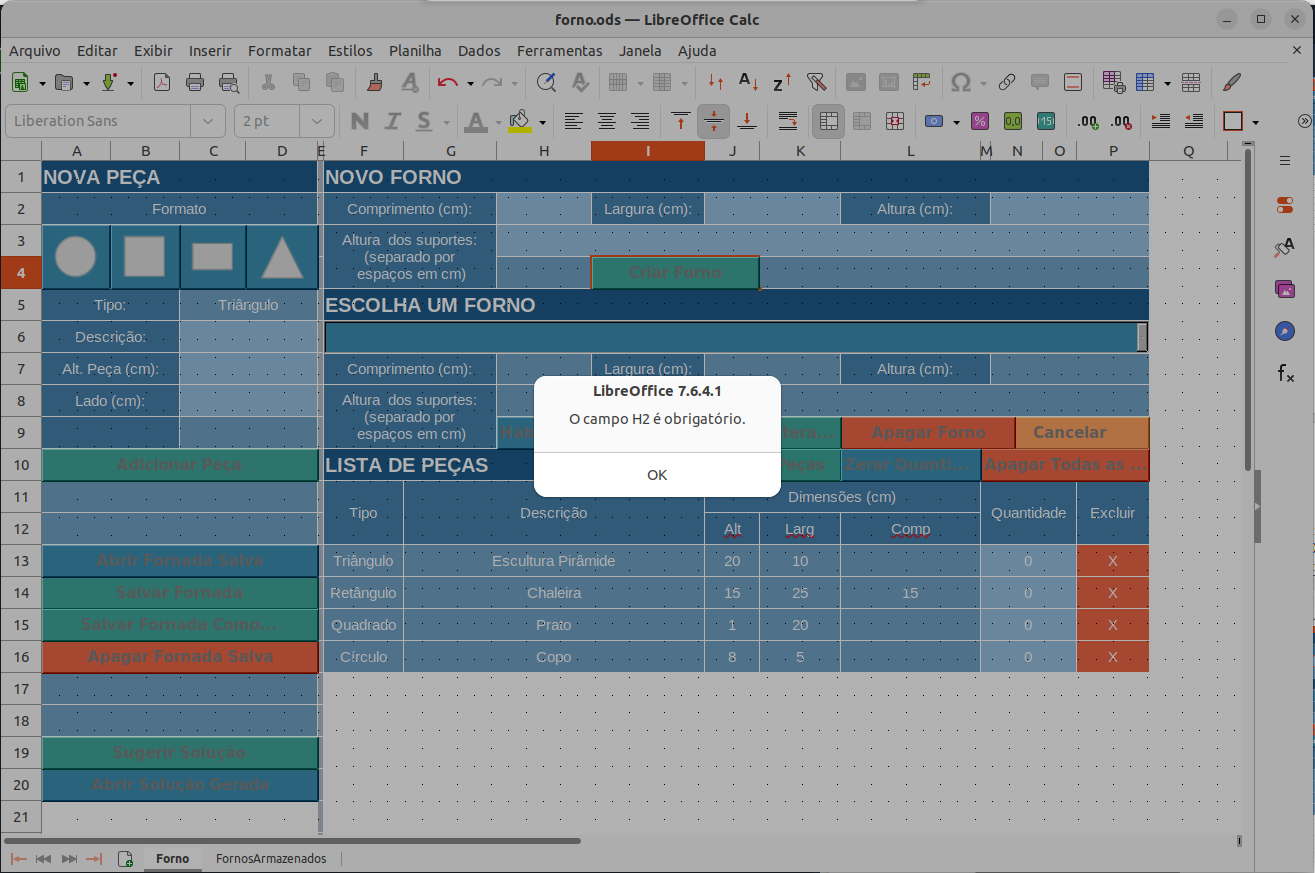 forno.ods — LibreOffice Calc
Arquivo Editar Exibir Inserir Formatar Estilos Planilha Dados Ferramentas Janela Ajuda
Liberation Sans 2 pt N I S A
A B C D E F G H I J K L M N O P Q
1 NOVA PEÇA NOVO FORNO
2 Formato Comprimento (cm): Largura (cm): Altura (cm):
3 Altura dos suportes:
(separado por
4 espaços em cm) Criar Forno
5 Tipo: Triângulo ESCOLHA UM FORNO
6 Descrição:
7 Alt. Peça (cm): Comprimento (cm): Largura (cm): Altura (cm):
8 Lado (cm): Altura dos suportes:
(separado por
9 espaços em cm) Apagar Forno Cancelar
LibreOffice 7.6.4.1
O campo H2 é obrigatório.
OK
10 Adicionar Peça LISTA DE PEÇAS Peças Zerar Quanti... Apagar Todas as ...
11 Tipo Descrição Dimensões (cm) Quantidade Excluir
12 Alt Larg Comp
13 Abrir Fornada Salva Triângulo Escultura Pirâmide 20 10 0 X
14 Salvar Fornada Retângulo Chaleira 15 25 15 0 X
15 Salvar Fornada Como... Quadrado Prato 1 20 0 X
16 Apagar Fornada Salva Círculo Copo 8 5 0 X
17
18
19 Sugerir Solução
20 Abrir Solução Gerada
21
Forno FornosArmazenados